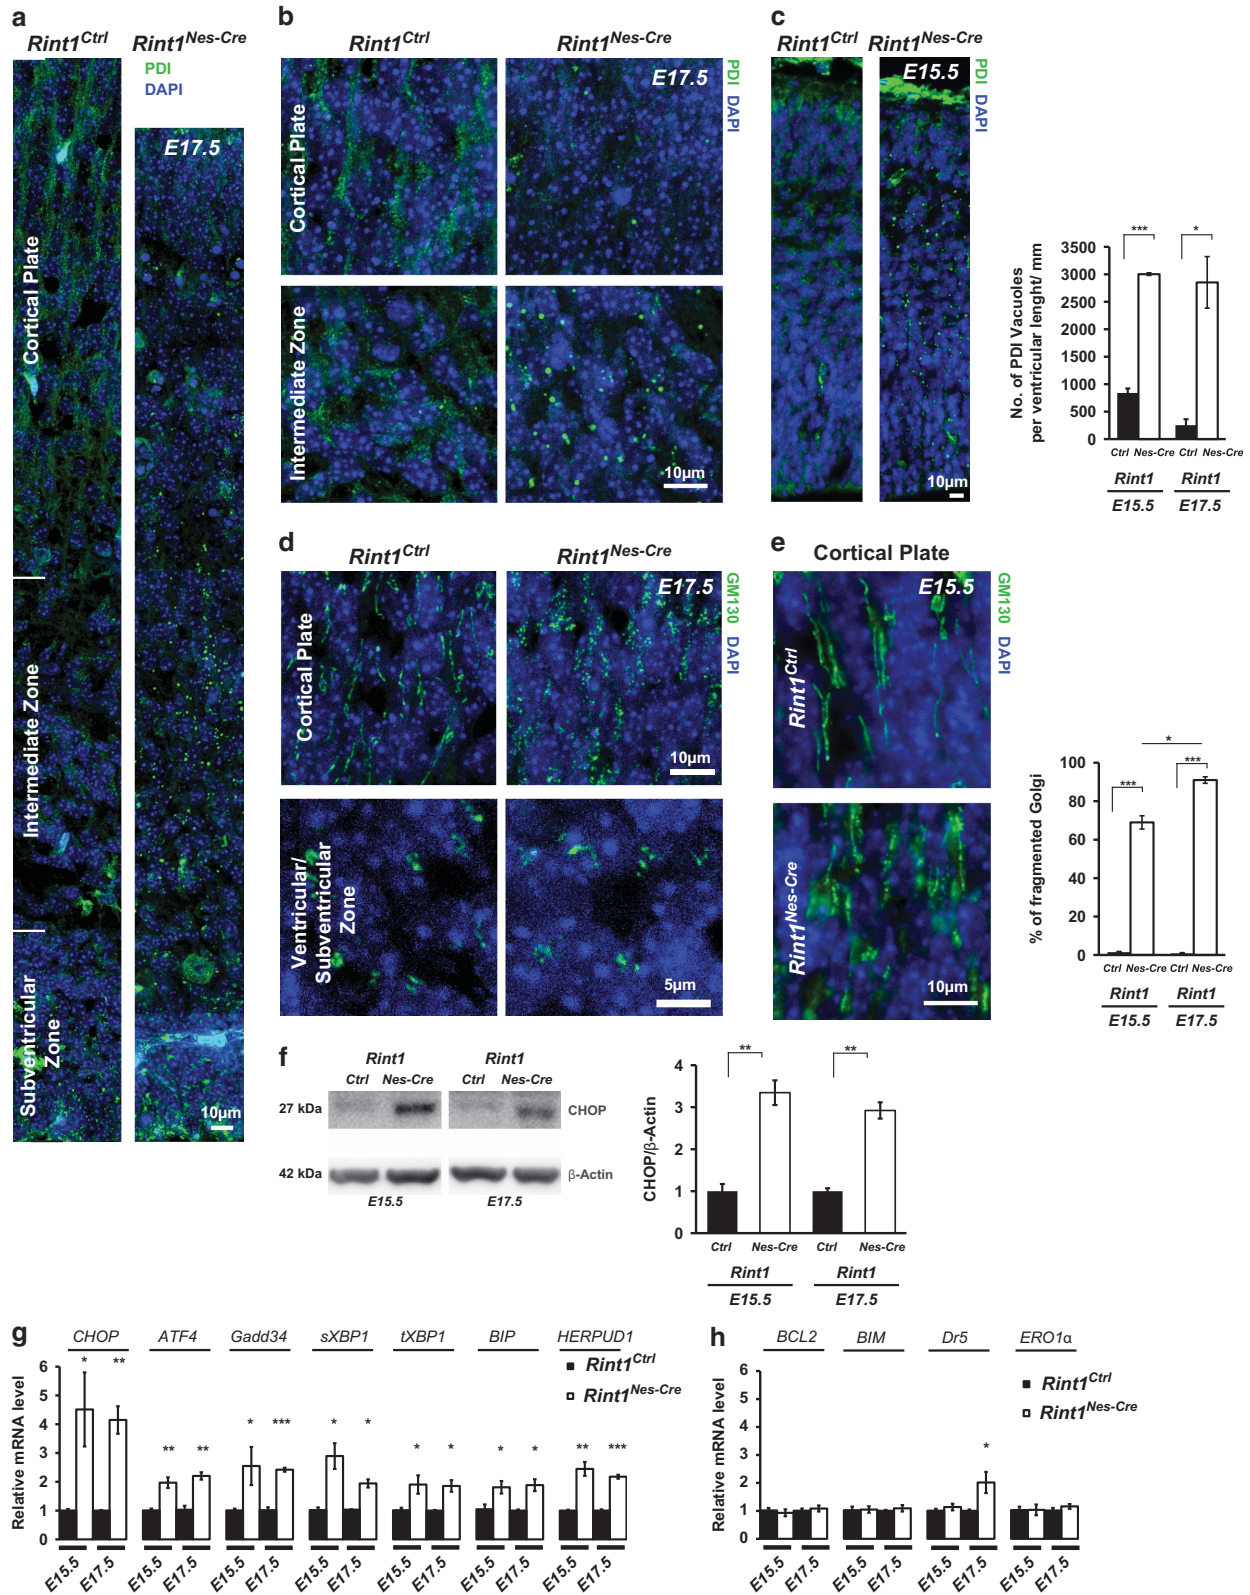 a
Rint1Ctrl
Rint1Nes-Cre
PDI
DAPI
E17.5
Cortical Plate
Intermediate Zone
Subventricular Zone
10µm
b
Rint1Ctrl
Rint1Nes-Cre
E17.5
PDI DAPI
Cortical Plate
Intermediate Zone
10µm
c
Rint1Ctrl Rint1Nes-Cre
E15.5
PDI DAPI
10µm
No. of PDI Vacuoles
per ventricular lenght/ mm
*** *
3500
3000
2500
2000
1500
1000
500
0
Ctrl Nes-Cre Ctrl Nes-Cre
Rint1 Rint1
E15.5 E17.5
d
Rint1Ctrl
Rint1Nes-Cre
E17.5
GM130 DAPI
Cortical Plate
10µm
Ventricular/
Subventricular
Zone
5µm
e
Cortical Plate
E15.5
GM130 DAPI
Rint1Ctrl
Rint1Nes-Cre
10µm
% of fragmented Golgi
*
*** ***
100
80
60
40
20
0
Ctrl Nes-Cre Ctrl Nes-Cre
Rint1 Rint1
E15.5 E17.5
f
Rint1 Rint1
Ctrl Nes-Cre Ctrl Nes-Cre
27 kDa CHOP
42 kDa β-Actin
E15.5 E17.5
CHOP/β-Actin
** **
4
3
2
1
0
Ctrl Nes-Cre Ctrl Nes-Cre
Rint1 Rint1
E15.5 E17.5
g
CHOP ATF4 Gadd34 sXBP1 tXBP1 BIP HERPUD1
Rint1Ctrl
Rint1Nes-Cre
Relative mRNA level
6
5
4
3
2
1
0
* ** ** ** * *** * * * * * * ** ***
E15.5 E17.5 E15.5 E17.5 E15.5 E17.5 E15.5 E17.5 E15.5 E17.5 E15.5 E17.5 E15.5 E17.5
h
BCL2 BIM Dr5 ERO1α
Rint1Ctrl
Rint1Nes-Cre
Relative mRNA level
6
5
4
3
2
1
0
*
E15.5 E17.5 E15.5 E17.5 E15.5 E17.5 E15.5 E17.5